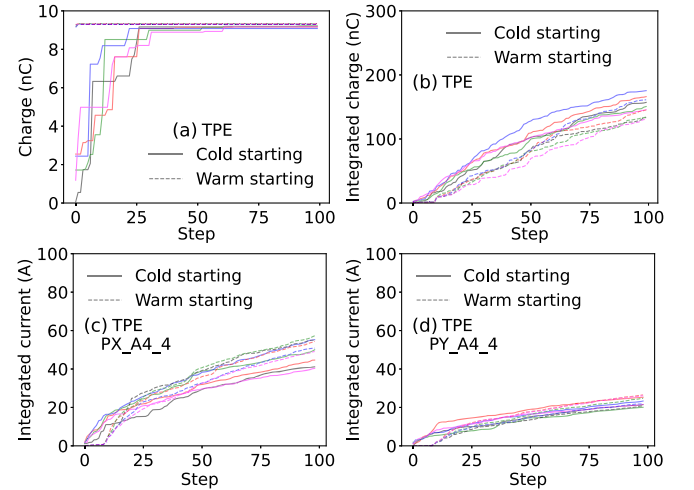 10
8
6
4
2
0
Charge (nC)
(a) TPE
Cold starting
Warm starting
0 25 50 75 100
Step
300
200
100
0
Integrated charge (nC)
Cold starting
Warm starting
(b) TPE
0 25 50 75 100
Step
100
80
60
40
20
0
Integrated current (A)
Cold starting
Warm starting
(c) TPE
PX_A4_4
0 25 50 75 100
Step
100
80
60
40
20
0
Integrated current (A)
Cold starting
Warm starting
(d) TPE
PY_A4_4
0 25 50 75 100
Step